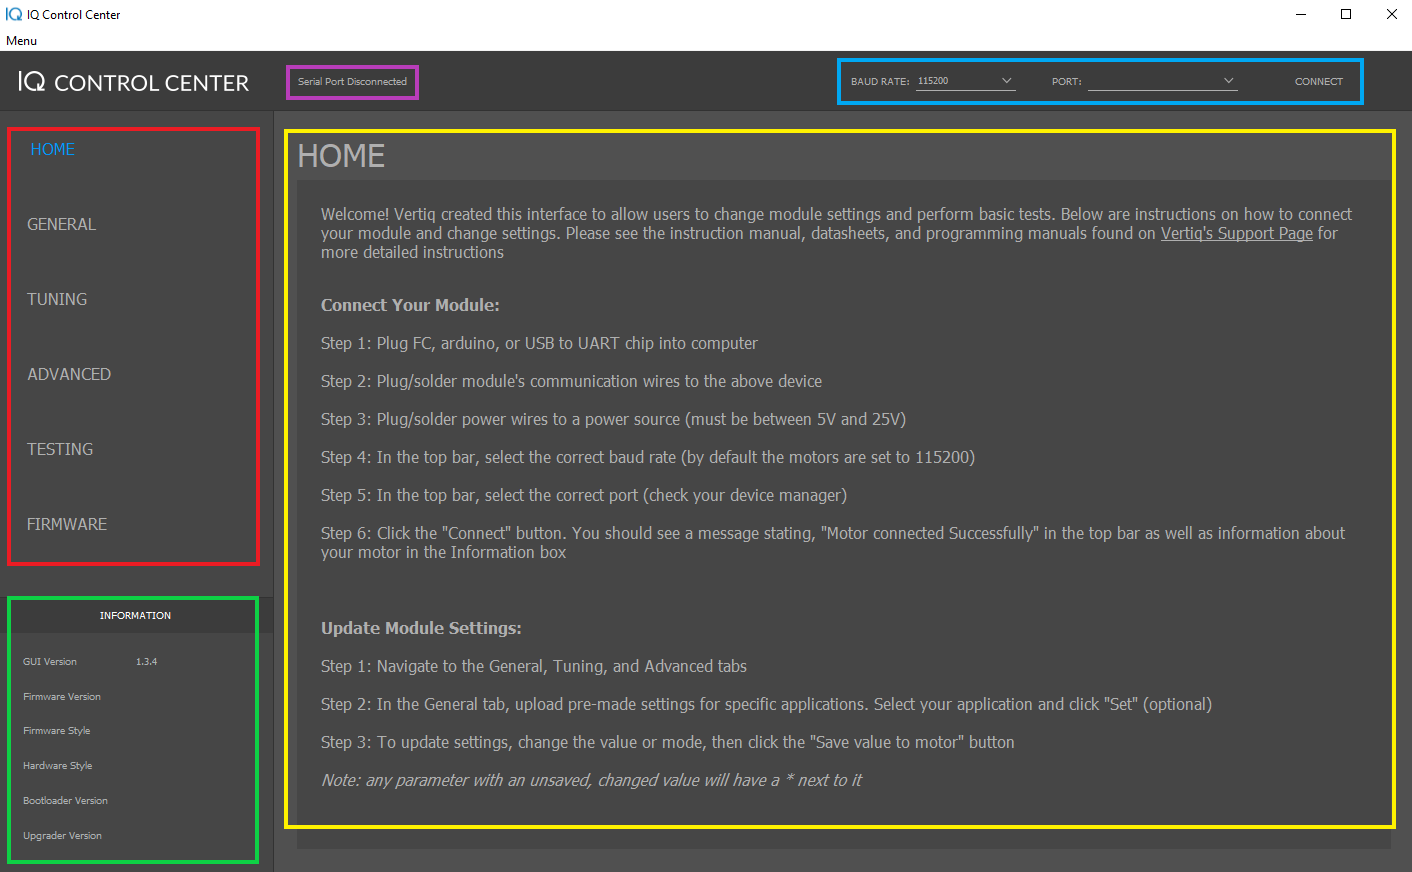 IQ Control Center
Menu
IQ CONTROL CENTER
Serial Port Disconnected
BAUD RATE: 115200
PORT:
CONNECT
HOME
GENERAL
TUNING
ADVANCED
TESTING
FIRMWARE
INFORMATION
GUI Version 1.3.4
Firmware Version
Firmware Style
Hardware Style
Bootloader Version
Upgrader Version
HOME
Welcome! Vertiq created this interface to allow users to change module settings and perform basic tests. Below are instructions on how to connect
your module and change settings. Please see the instruction manual, datasheets, and programming manuals found on Vertiq's Support Page for
more detailed instructions
Connect Your Module:
Step 1: Plug FC, arduino, or USB to UART chip into computer
Step 2: Plug/solder module's communication wires to the above device
Step 3: Plug/solder power wires to a power source (must be between 5V and 25V)
Step 4: In the top bar, select the correct baud rate (by default the motors are set to 115200)
Step 5: In the top bar, select the correct port (check your device manager)
Step 6: Click the "Connect" button. You should see a message stating, "Motor connected Successfully" in the top bar as well as information about
your motor in the Information box
Update Module Settings:
Step 1: Navigate to the General, Tuning, and Advanced tabs
Step 2: In the General tab, upload pre-made settings for specific applications. Select your application and click "Set" (optional)
Step 3: To update settings, change the value or mode, then click the "Save value to motor" button
Note: any parameter with an unsaved, changed value will have a * next to it